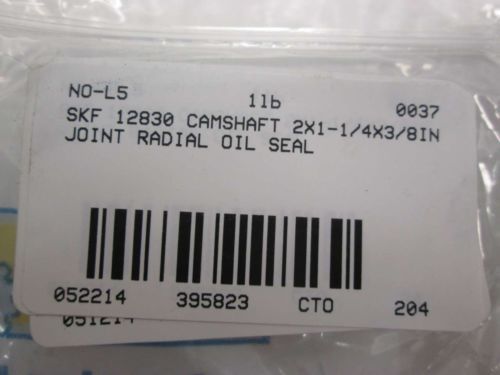 NO-L5 1lb 0037
SKF 12830 CAMSHAFT 2X1-1/4X3/8IN
JOINT RADIAL OIL SEAL
052214 395823 CTO 204
051214